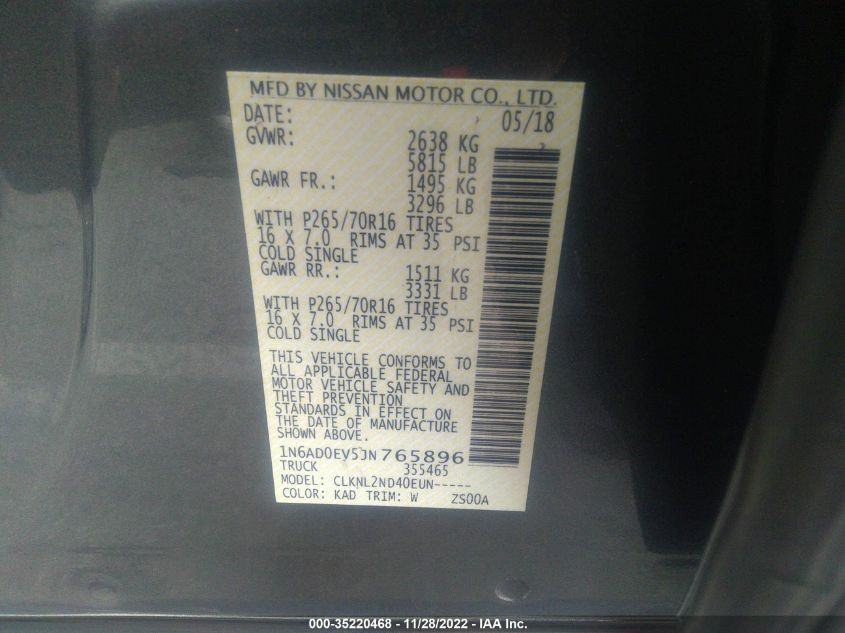 MFD BY NISSAN MOTOR CO., LTD.
DATE: 05/18
GVWR: 2638 KG
5815 LB
GAWR FR.: 1495 KG
3296 LB
WITH P265/70R16 TIRES
16 X 7.0 RIMS AT 35 PSI
COLD SINGLE
GAWR RR.: 1511 KG
3331 LB
WITH P265/70R16 TIRES
16 X 7.0 RIMS AT 35 PSI
COLD SINGLE
THIS VEHICLE CONFORMS TO
ALL APPLICABLE FEDERAL
MOTOR VEHICLE SAFETY AND
THEFT PREVENTION
STANDARDS IN EFFECT ON
THE DATE OF MANUFACTURE
SHOWN ABOVE.
1N6AD0EV5JN765896
TRUCK 355465
MODEL: CLKNL2ND40EUN-----
COLOR: KAD TRIM: W ZS00A
000-35220468 - 11/28/2022 - IAA Inc.